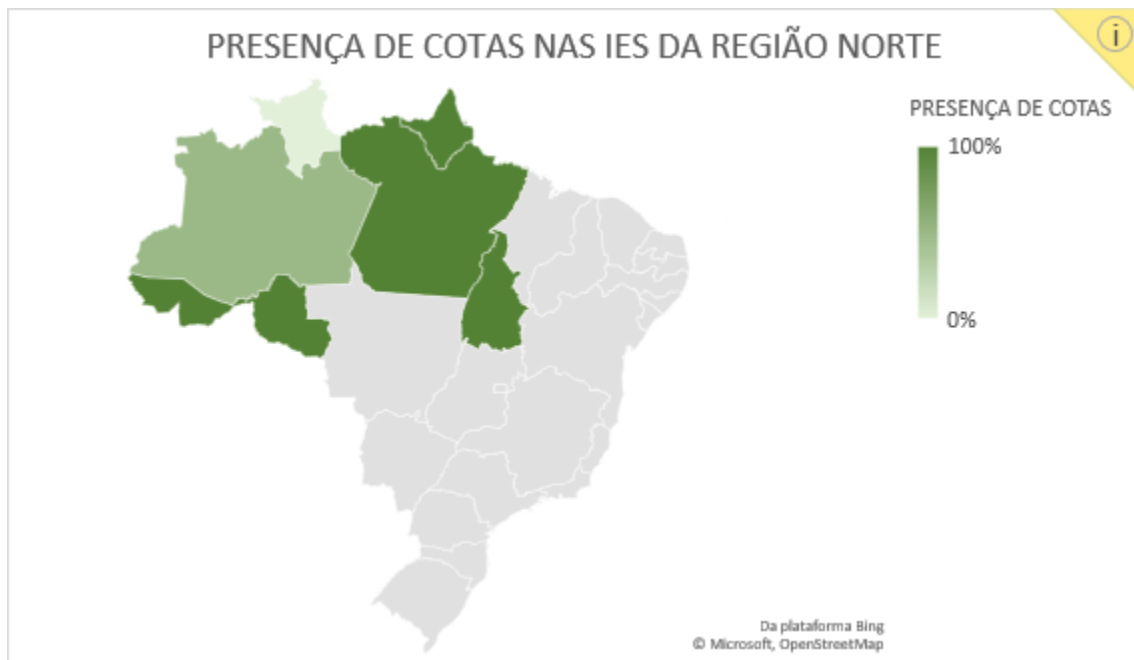 PRESENÇA DE COTAS NAS IES DA REGIÃO NORTE
i
PRESENÇA DE COTAS
100%
0%
Da plataforma Bing
© Microsoft, OpenStreetMap